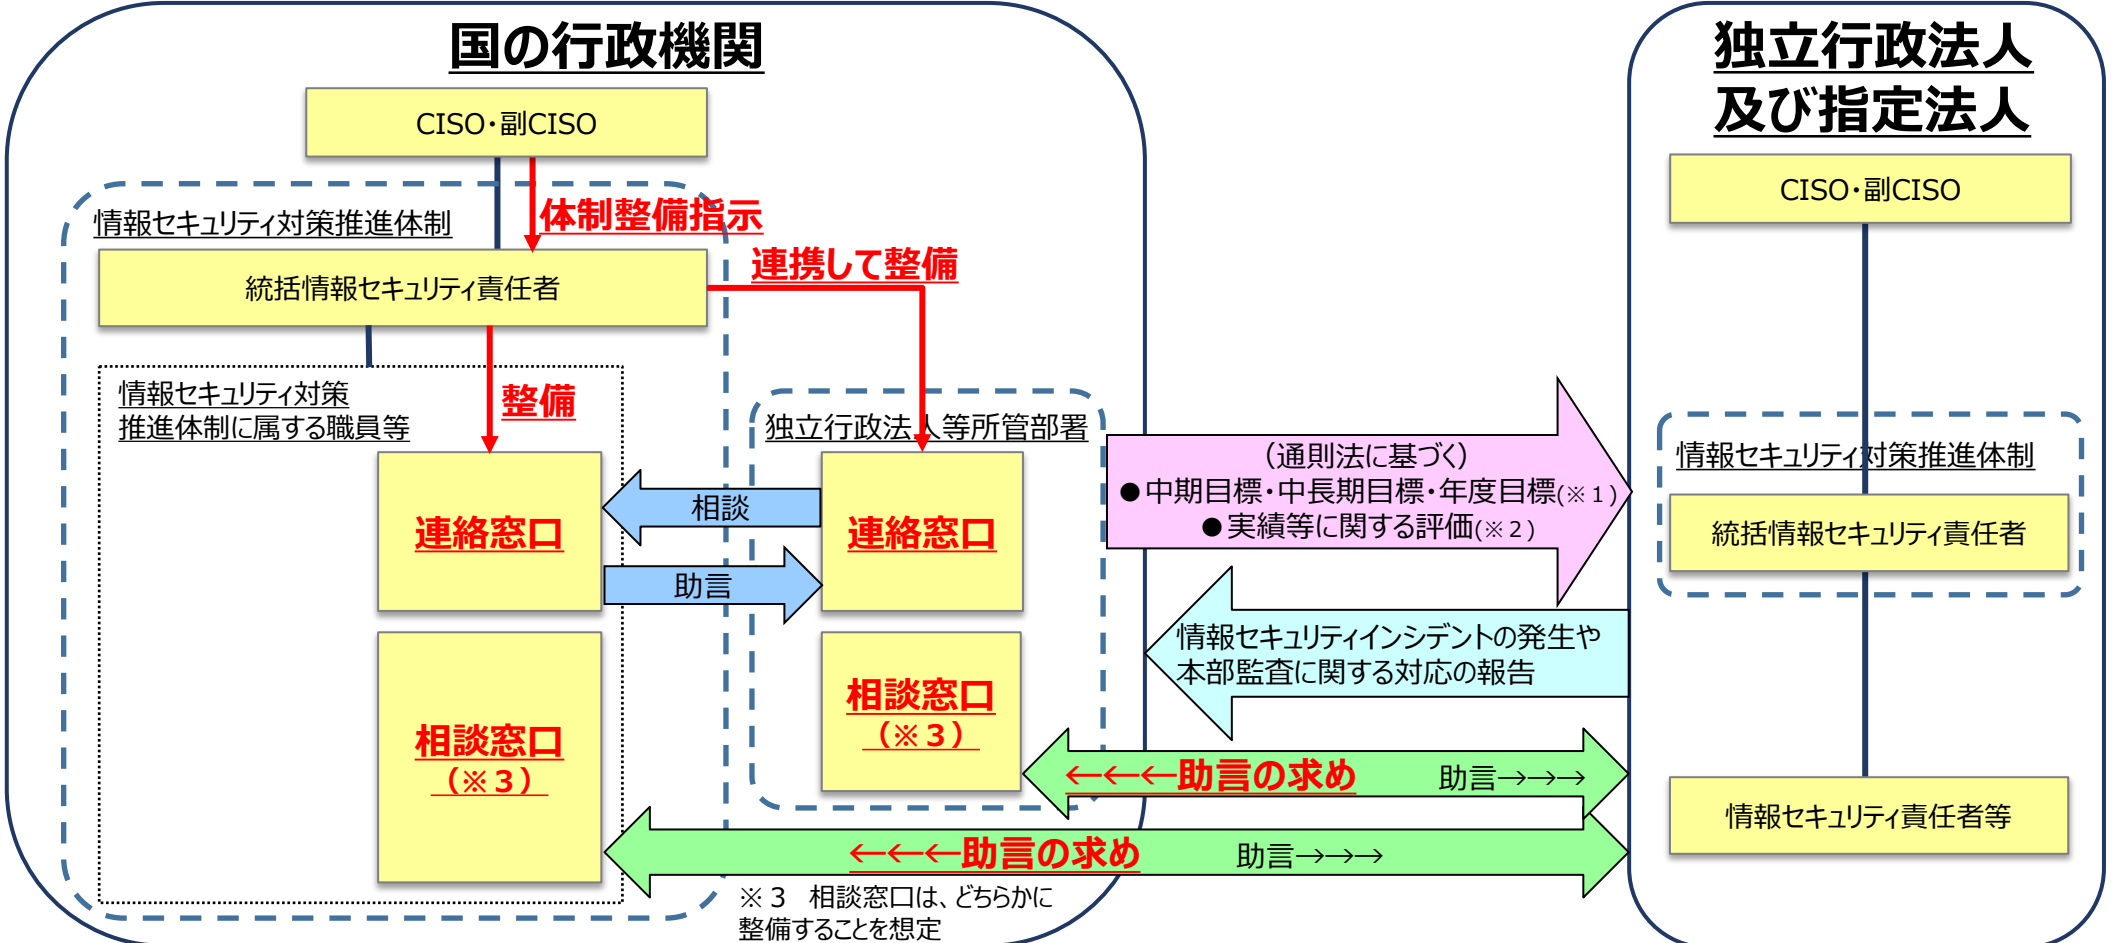 国の行政機関
CISO・副CISO
体制整備指示
情報セキュリティ対策推進体制
統括情報セキュリティ責任者
連携して整備
情報セキュリティ対策
推進体制に属する職員等
整備
連絡窓口
相談窓口
（※３）
相談
助言
独立行政法人等所管部署
連絡窓口
相談窓口
（※３）
（通則法に基づく）
●中期目標・中長期目標・年度目標(※１)
●実績等に関する評価(※２)
情報セキュリティインシデントの発生や
本部監査に関する対応の報告
←←←助言の求め 助言→→→
←←←助言の求め 助言→→→
※３ 相談窓口は、どちらかに
整備することを想定
独立行政法人
及び指定法人
CISO・副CISO
情報セキュリティ対策推進体制
統括情報セキュリティ責任者
情報セキュリティ責任者等